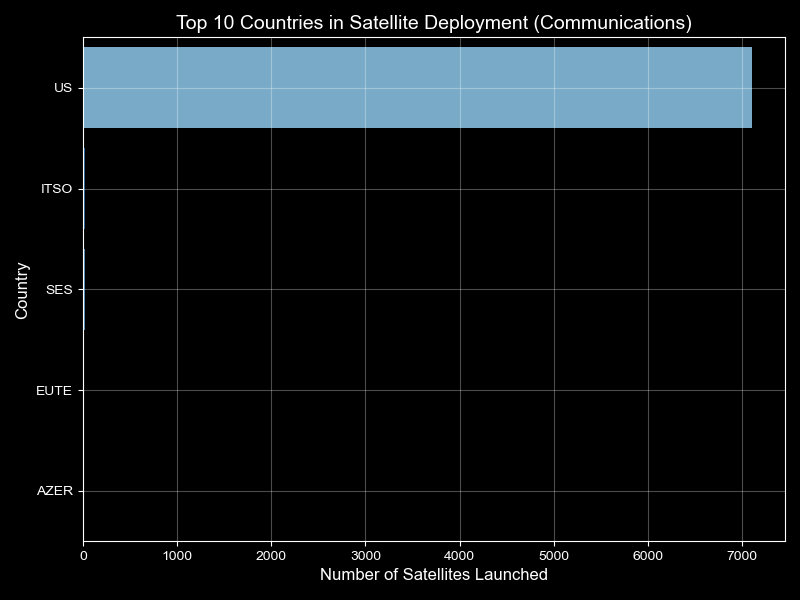 Top 10 Countries in Satellite Deployment (Communications)
US
ITSO
SES
EUTE
AZER
Country
0 1000 2000 3000 4000 5000 6000 7000
Number of Satellites Launched